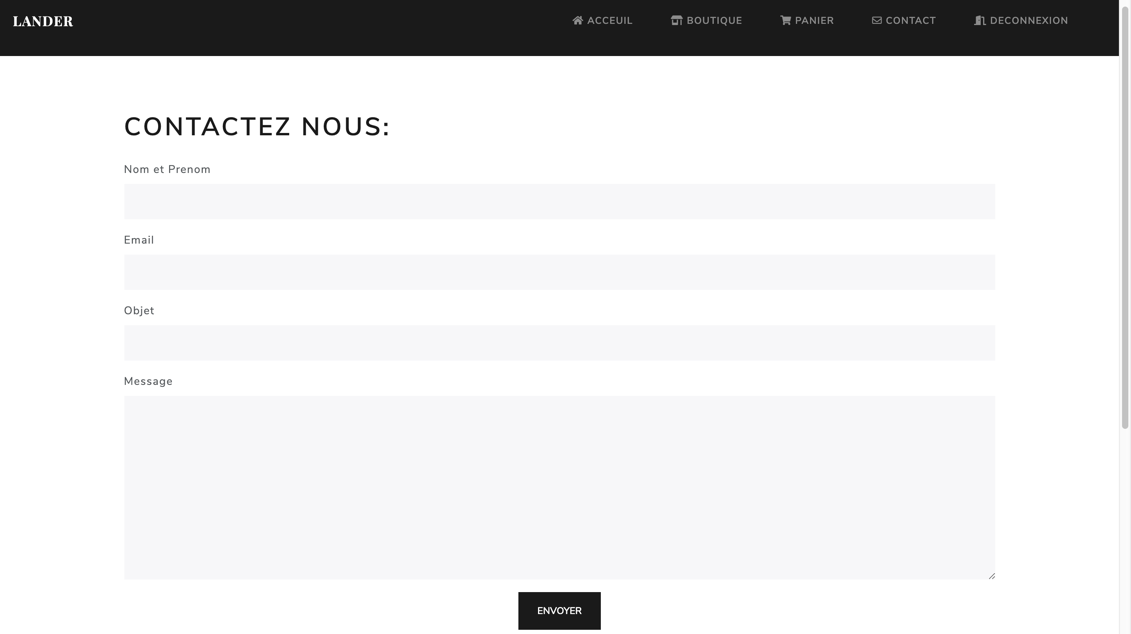 LANDER
ACCEUIL BOUTIQUE PANIER CONTACT DECONNEXION
CONTACTEZ NOUS:
Nom et Prenom
Email
Objet
Message
ENVOYER